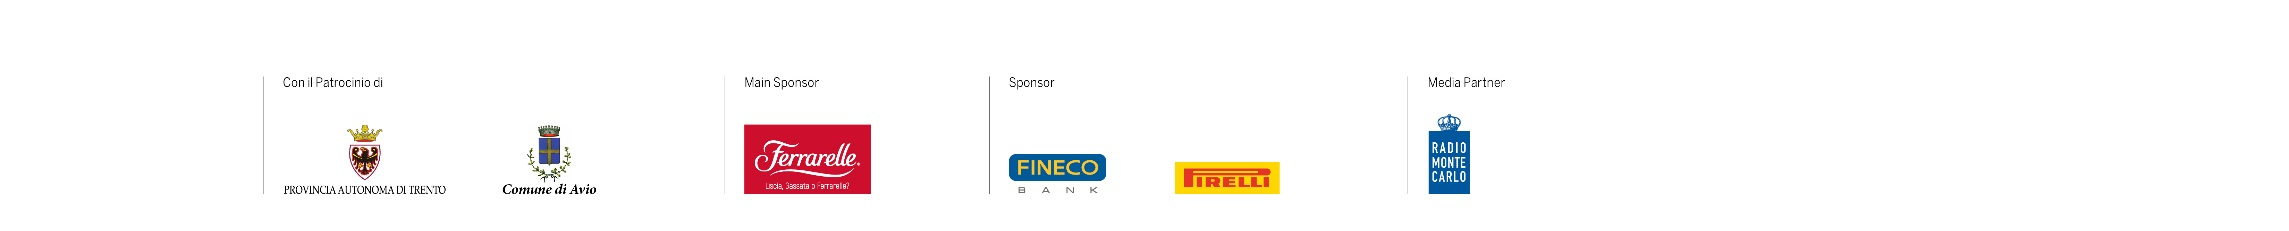 Con il Patrocinio di
PROVINCIA AUTONOMA DI TRENTO
Comune di Avio
Main Sponsor
Ferrarelle
Liscia, Gassata o Ferrarelle?
Sponsor
FINECO
BANK
PIRELLI
Media Partner
RADIO
MONTE
CARLO